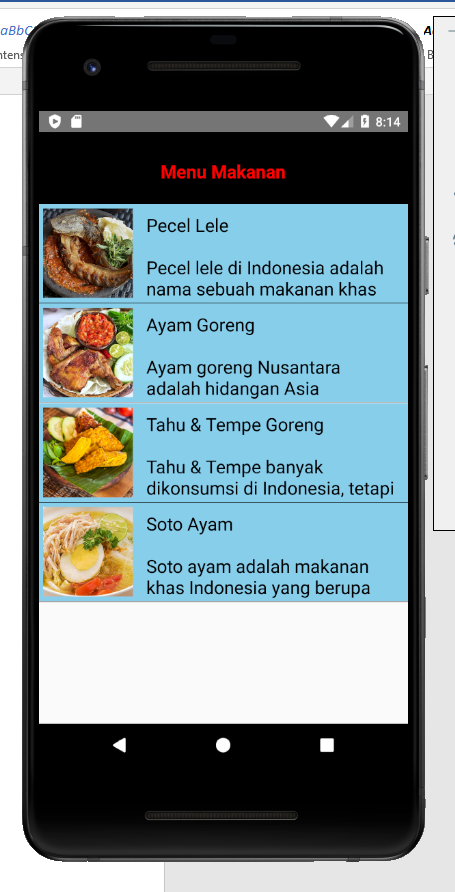 aBbC
8:14
Menu Makanan
Pecel Lele
Pecel lele di Indonesia adalah
nama sebuah makanan khas
Ayam Goreng
Ayam goreng Nusantara
adalah hidangan Asia
Tahu & Tempe Goreng
Tahu & Tempe banyak
dikonsumsi di Indonesia, tetapi
Soto Ayam
Soto ayam adalah makanan
khas Indonesia yang berupa